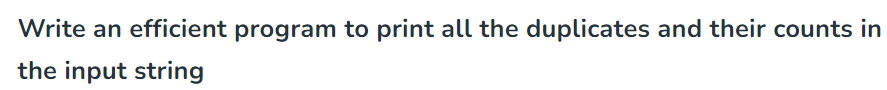 Write an efficient program to print all the duplicates and their counts in
the input string